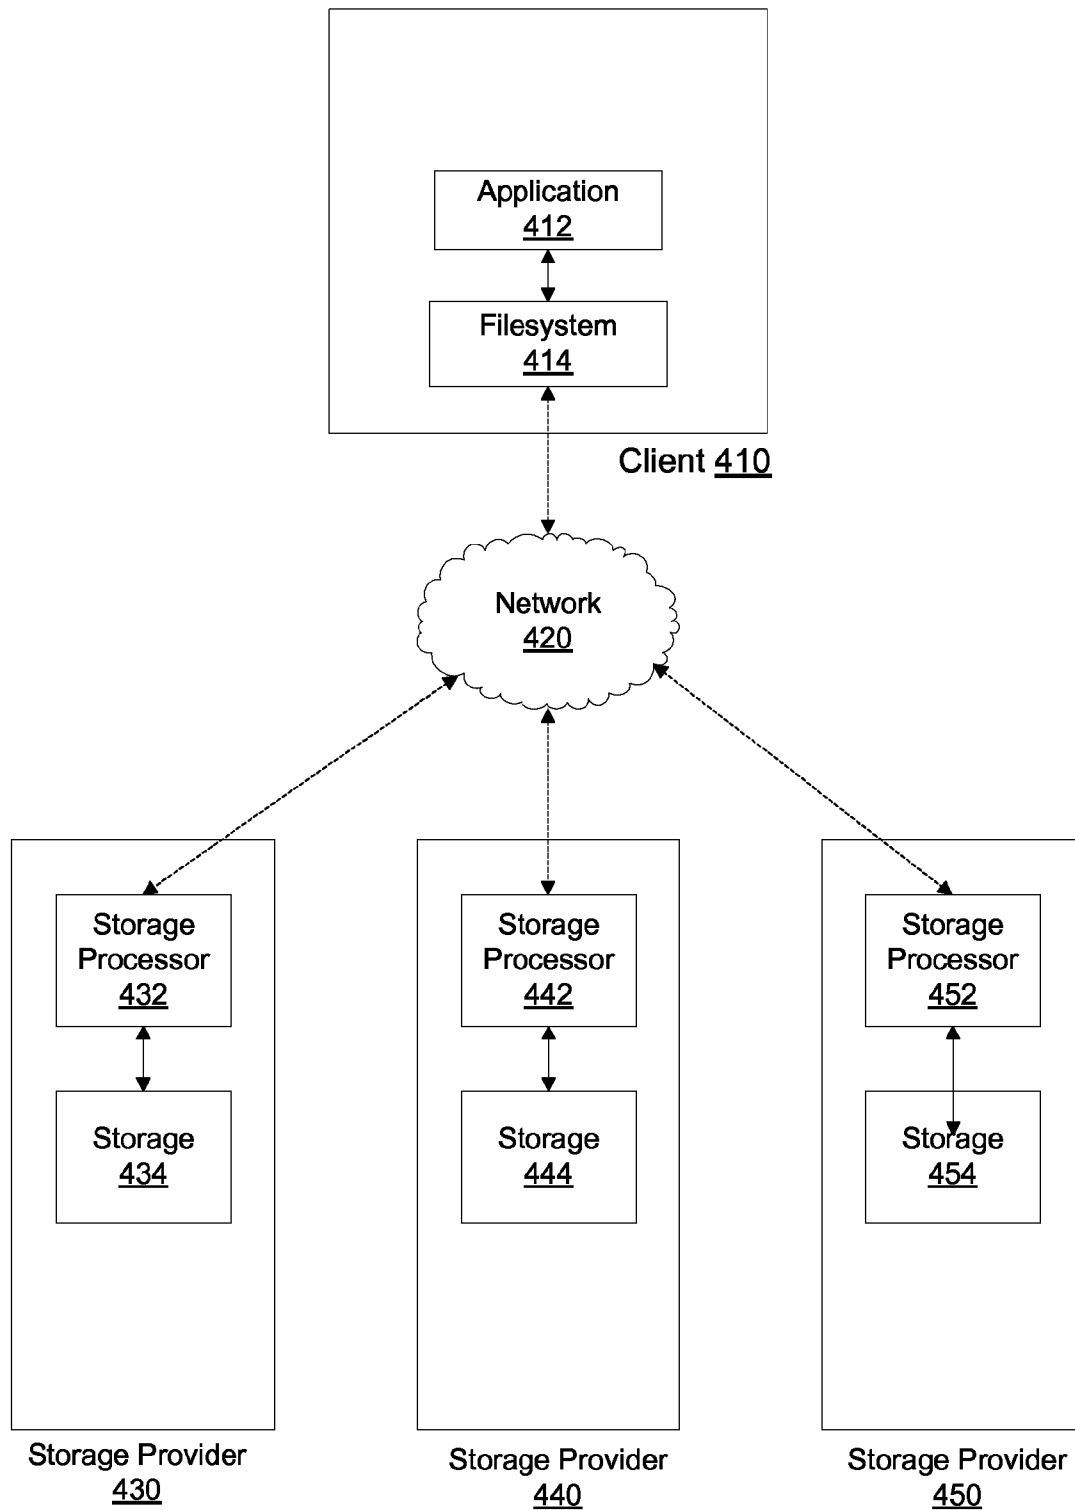 Application
412
Filesystem
414
Client 410
Network
420
Storage
Processor
432
Storage
434
Storage Provider
430
Storage
Processor
442
Storage
444
Storage Provider
440
Storage
Processor
452
Storage
454
Storage Provider
450